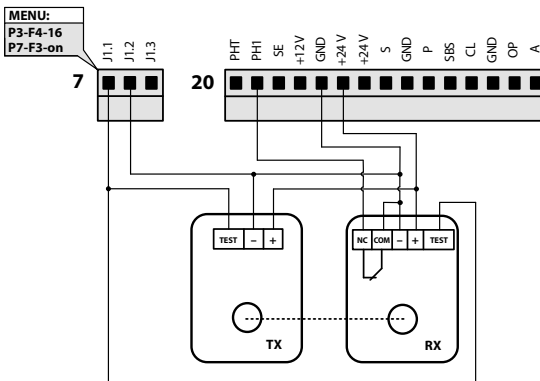 MENU:
P3-F4-16
P7-F3-on
7
J1.1
J1.2
J1.3
20
PHT
PH1
SE
+12V
GND
+24 V
+24 V
S
GND
P
SBS
CL
GND
OP
A
TEST
–
+
TX
NC
COM
–
+
TEST
RX